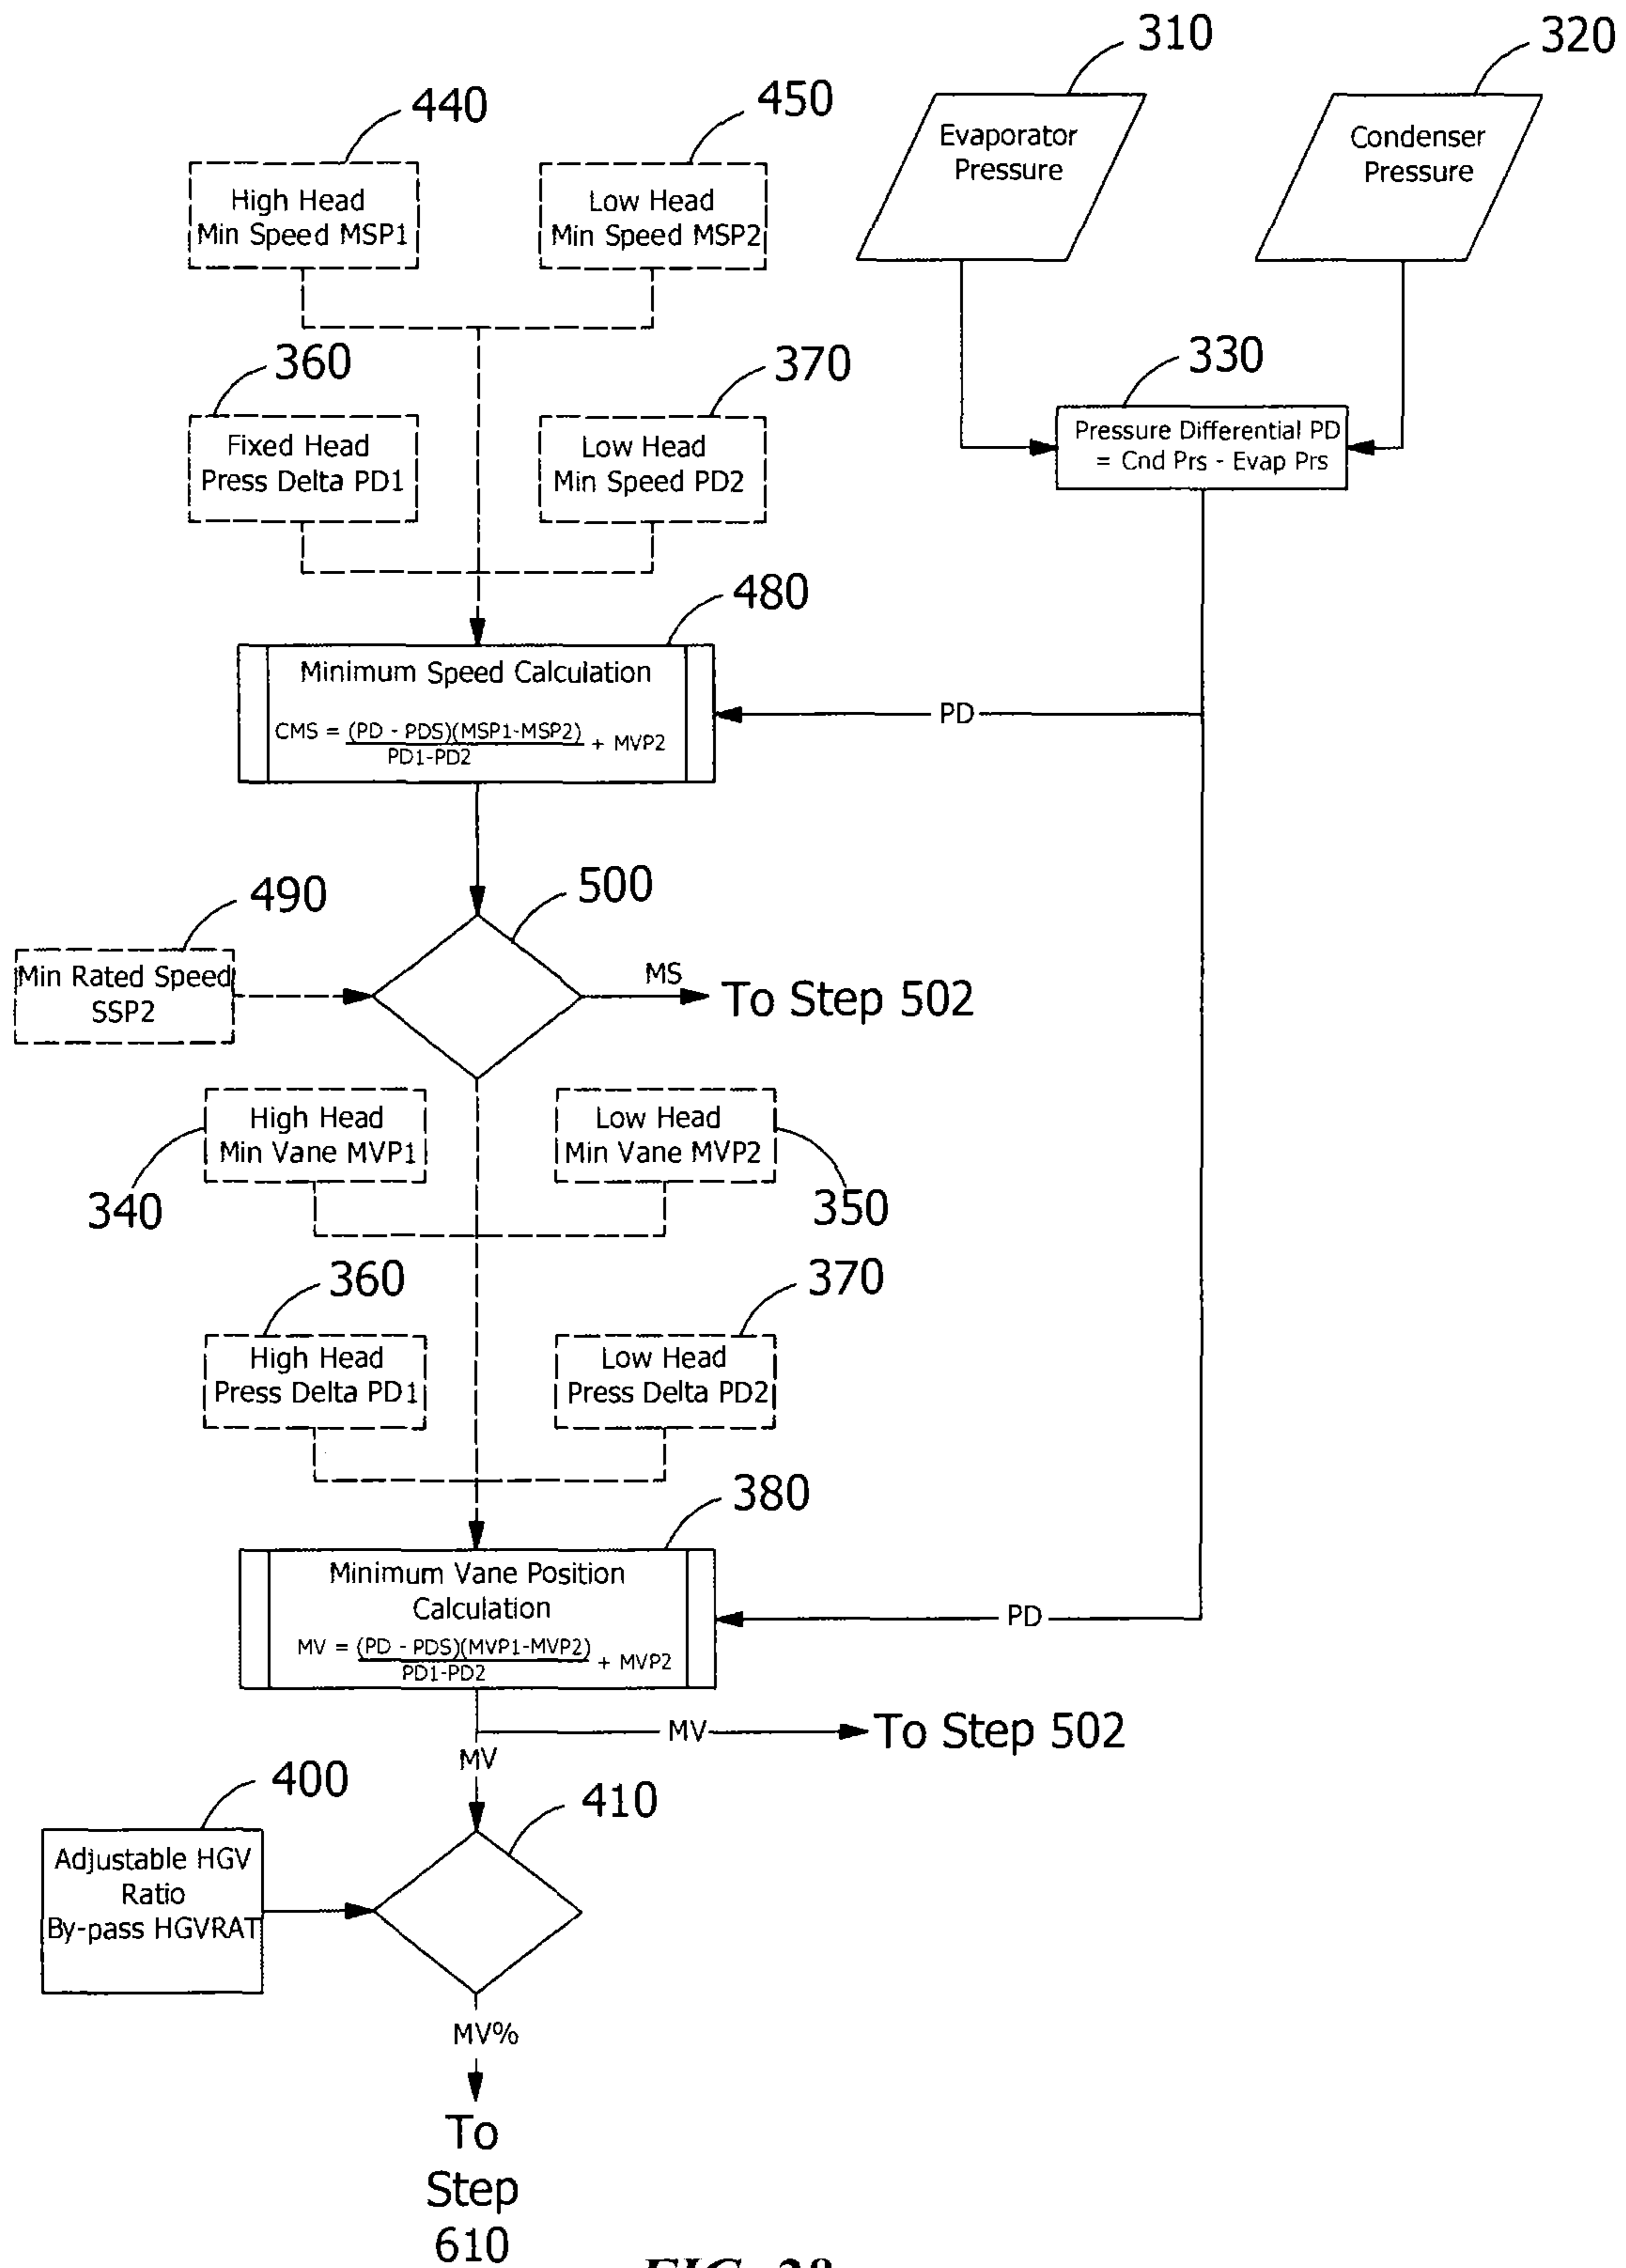 310
320
440
450
Evaporator
Pressure
Condenser
Pressure
High Head
Min Speed MSP1
Low Head
Min Speed MSP2
360
370
330
Fixed Head
Press Delta PD1
Low Head
Min Speed PD2
Pressure Differential PD
= Cnd Prs - Evap Prs
480
Minimum Speed Calculation
CMS = (PD - PDS)(MSP1-MSP2) + MVP2
PD1-PD2
PD
490
500
Min Rated Speed
SSP2
MS
To Step 502
High Head
Min Vane MVP1
Low Head
Min Vane MVP2
340
350
360
370
High Head
Press Delta PD1
Low Head
Press Delta PD2
380
Minimum Vane Position
Calculation
MV = (PD - PDS)(MVP1-MVP2) + MVP2
PD1-PD2
PD
MV
To Step 502
MV
400
410
Adjustable HGV
Ratio
By-pass HGVRAT
MV%
To
Step
610